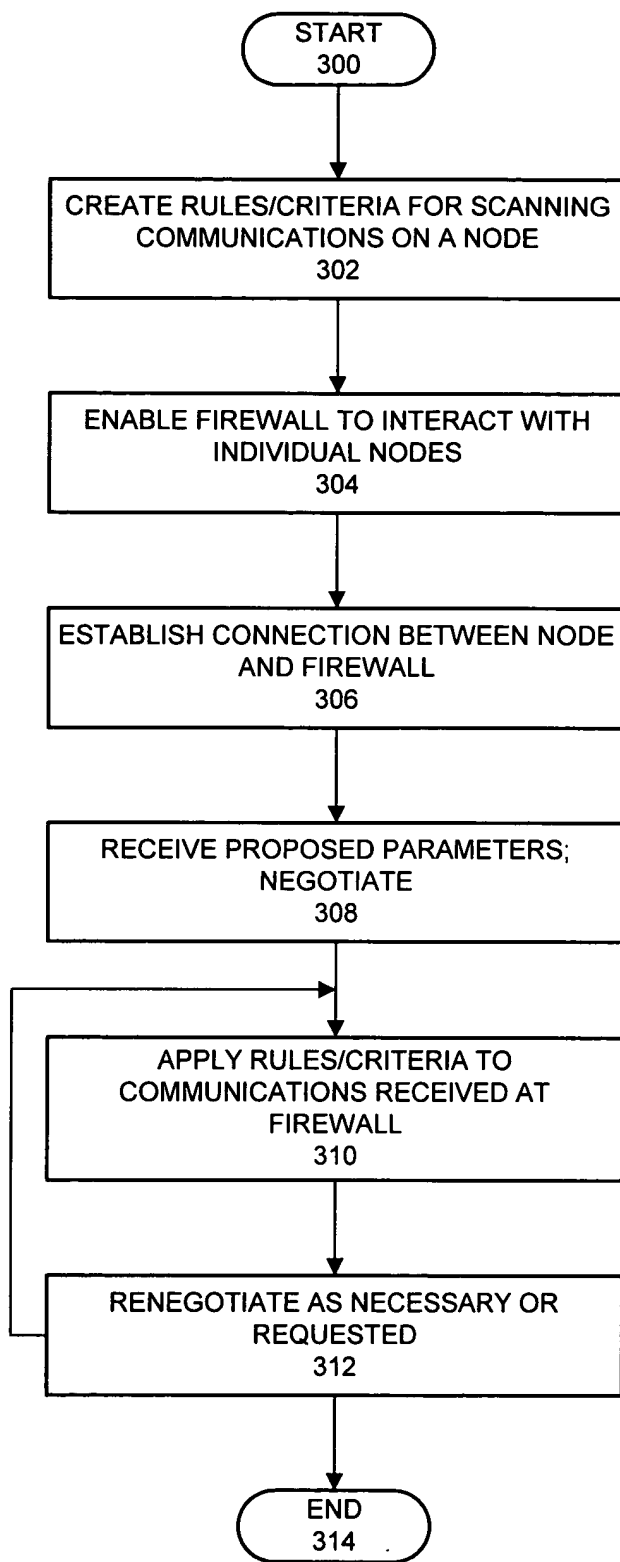 START
300
CREATE RULES/CRITERIA FOR SCANNING
COMMUNICATIONS ON A NODE
302
ENABLE FIREWALL TO INTERACT WITH
INDIVIDUAL NODES
304
ESTABLISH CONNECTION BETWEEN NODE
AND FIREWALL
306
RECEIVE PROPOSED PARAMETERS;
NEGOTIATE
308
APPLY RULES/CRITERIA TO
COMMUNICATIONS RECEIVED AT
FIREWALL
310
RENEGOTIATE AS NECESSARY OR
REQUESTED
312
END
314